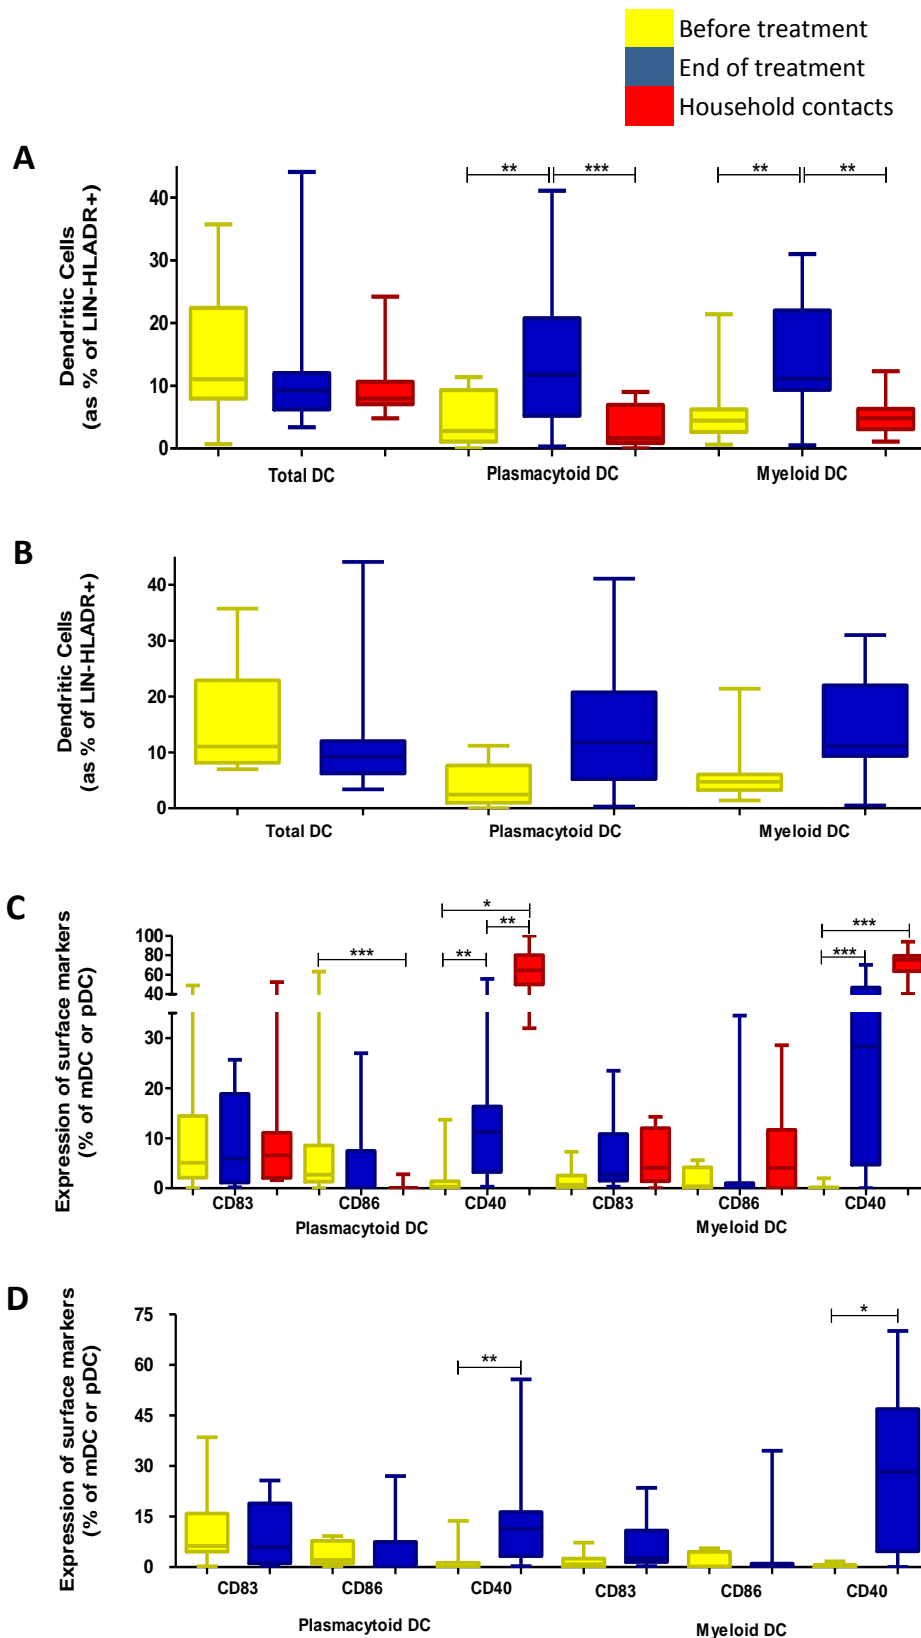 Before treatment
End of treatment
Household contacts
A
Dendritic Cells
(as % of LIN-HLADR+)
40
30
20
10
0
** *** ** **
Total DC Plasmacytoid DC Myeloid DC
B
Dendritic Cells
(as % of LIN-HLADR+)
40
30
20
10
0
Total DC Plasmacytoid DC Myeloid DC
C
Expression of surface markers
(% of mDC or pDC)
100
80
60
40
30
20
10
0
*** * ** ** *** ***
CD83 CD86 CD40 CD83 CD86 CD40
Plasmacytoid DC Myeloid DC
D
Expression of surface markers
(% of mDC or pDC)
75
60
45
30
15
0
** *
CD83 CD86 CD40 CD83 CD86 CD40
Plasmacytoid DC Myeloid DC